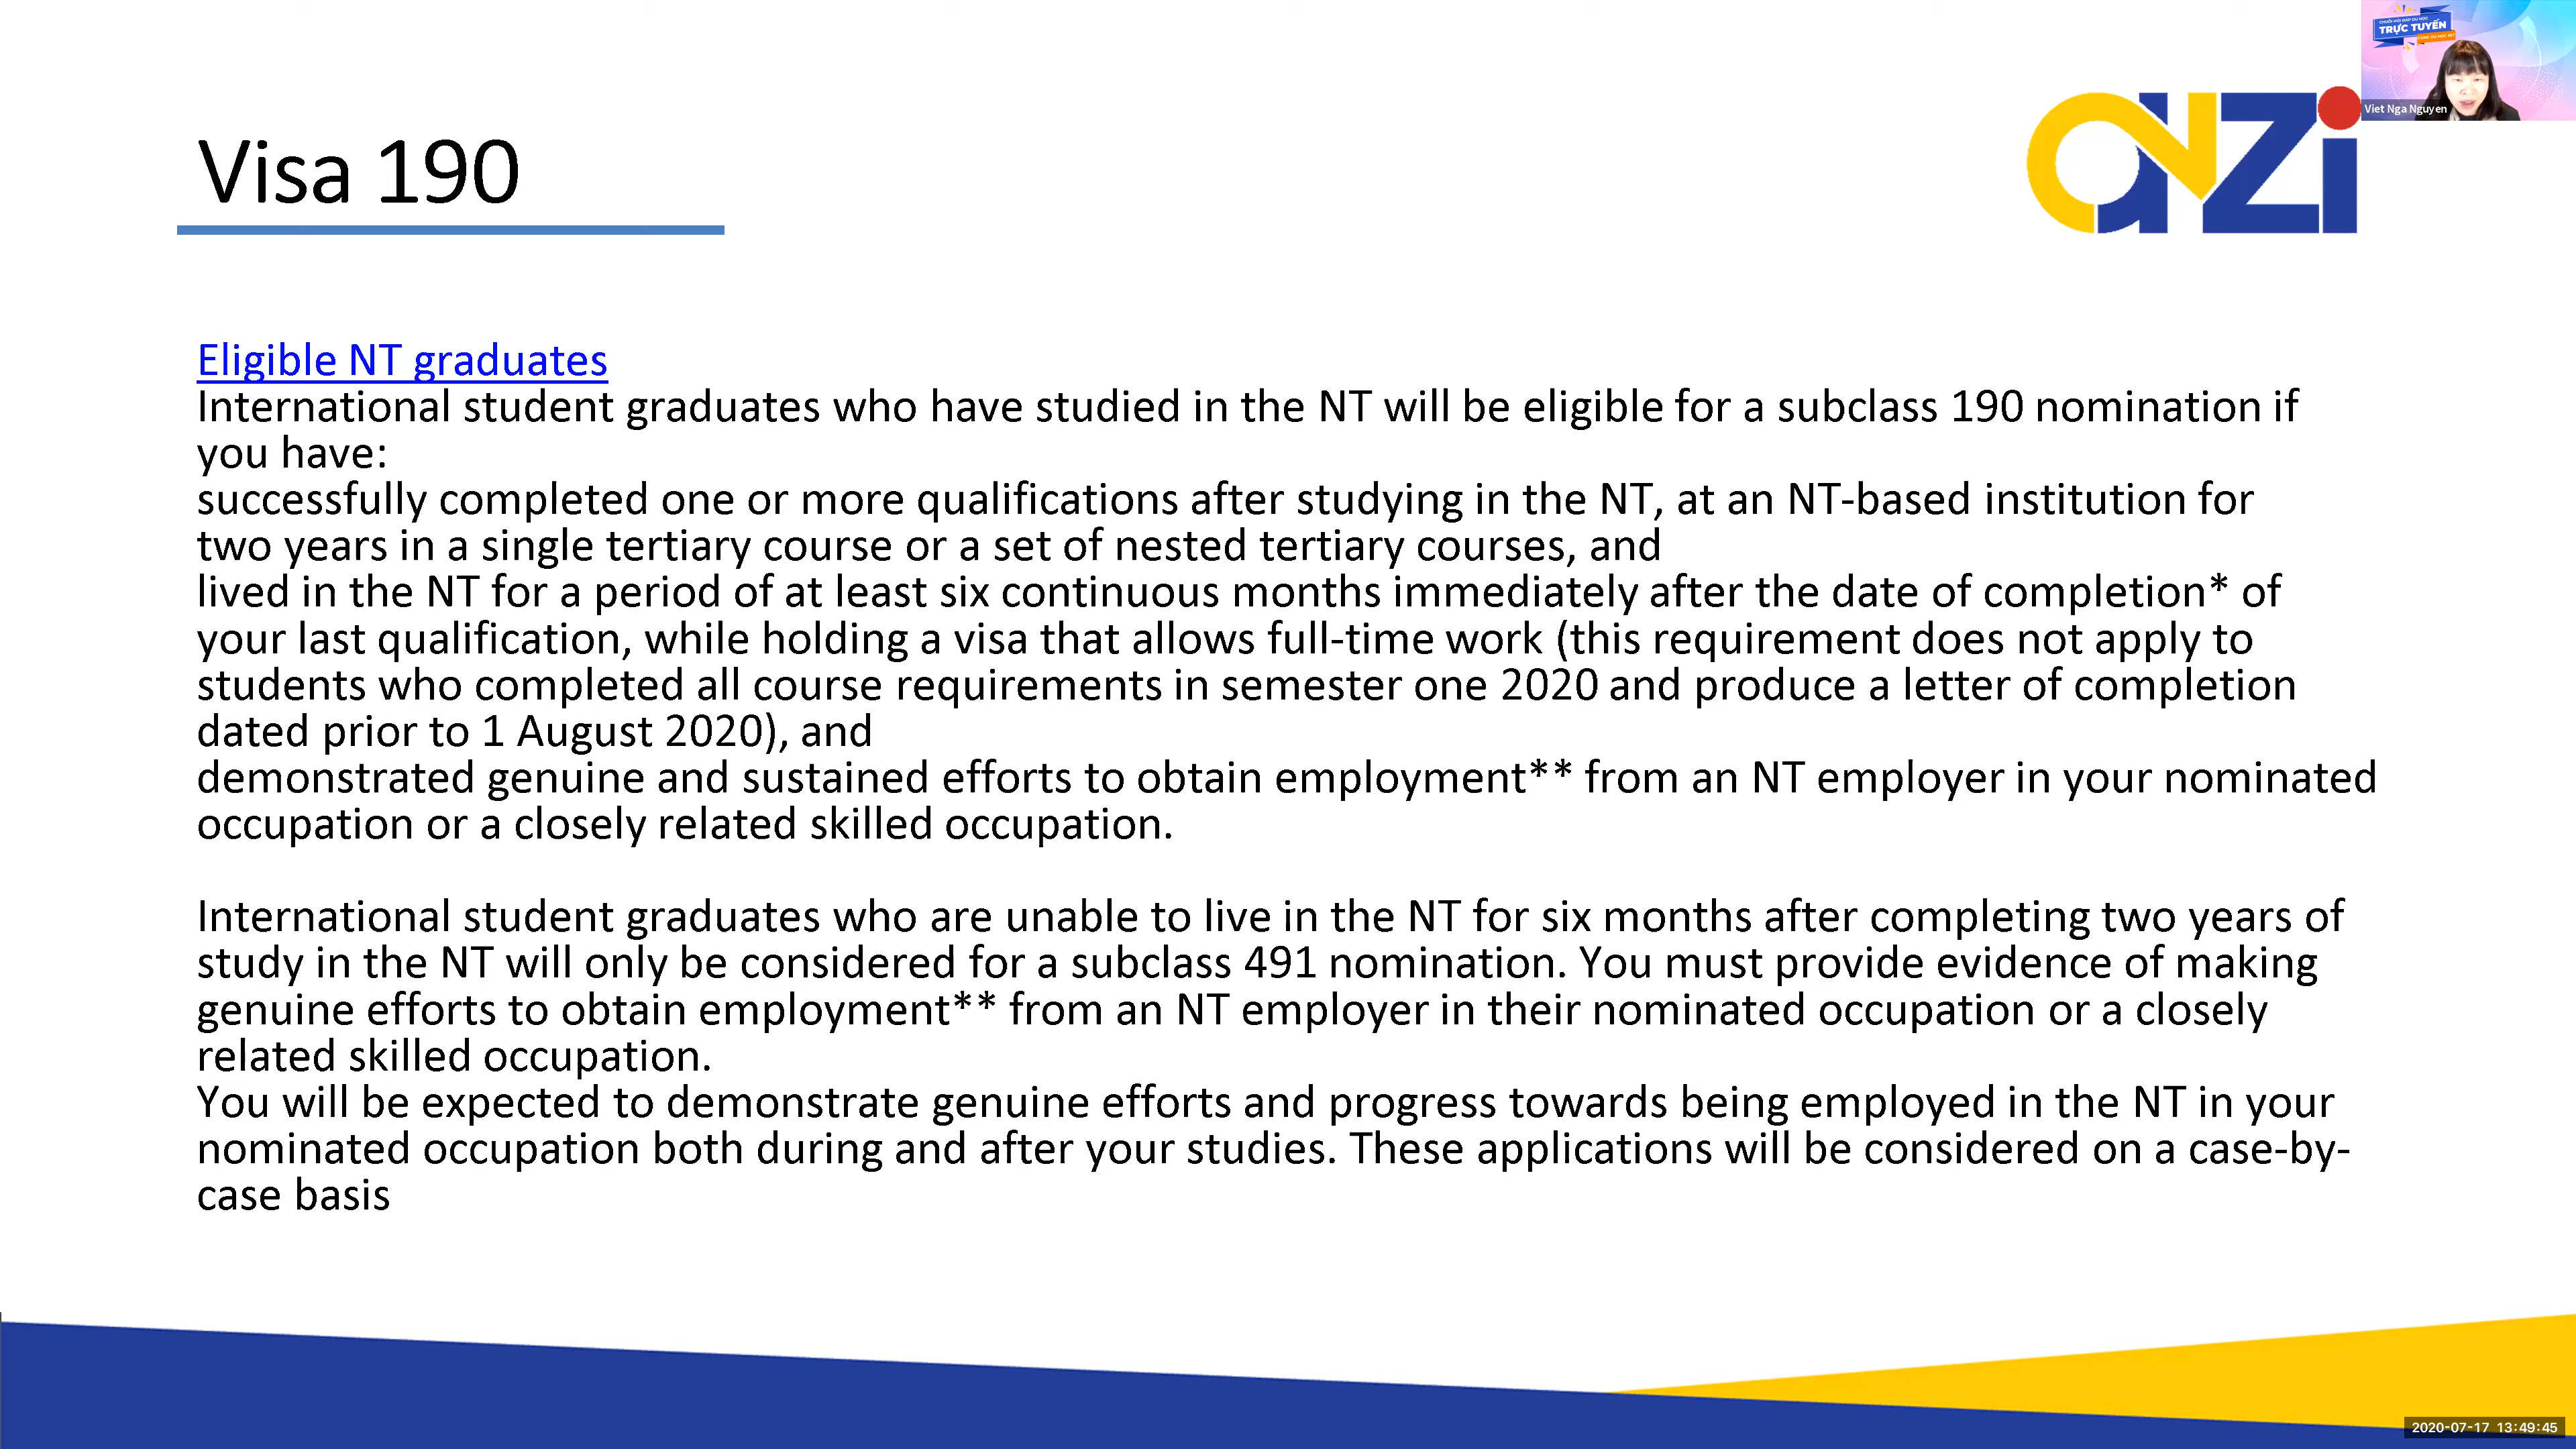 CHUỖI HỎI ĐÁP DU HỌC
TRỰC TUYẾN
Viet Nga Nguyen
aNZi
Visa 190
Eligible NT graduates
International student graduates who have studied in the NT will be eligible for a subclass 190 nomination if
you have:
successfully completed one or more qualifications after studying in the NT, at an NT-based institution for
two years in a single tertiary course or a set of nested tertiary courses, and
lived in the NT for a period of at least six continuous months immediately after the date of completion* of
your last qualification, while holding a visa that allows full-time work (this requirement does not apply to
students who completed all course requirements in semester one 2020 and produce a letter of completion
dated prior to 1 August 2020), and
demonstrated genuine and sustained efforts to obtain employment** from an NT employer in your nominated
occupation or a closely related skilled occupation.
International student graduates who are unable to live in the NT for six months after completing two years of
study in the NT will only be considered for a subclass 491 nomination. You must provide evidence of making
genuine efforts to obtain employment** from an NT employer in their nominated occupation or a closely
related skilled occupation.
You will be expected to demonstrate genuine efforts and progress towards being employed in the NT in your
nominated occupation both during and after your studies. These applications will be considered on a case-by-
case basis
2020-07-17 13:49:45